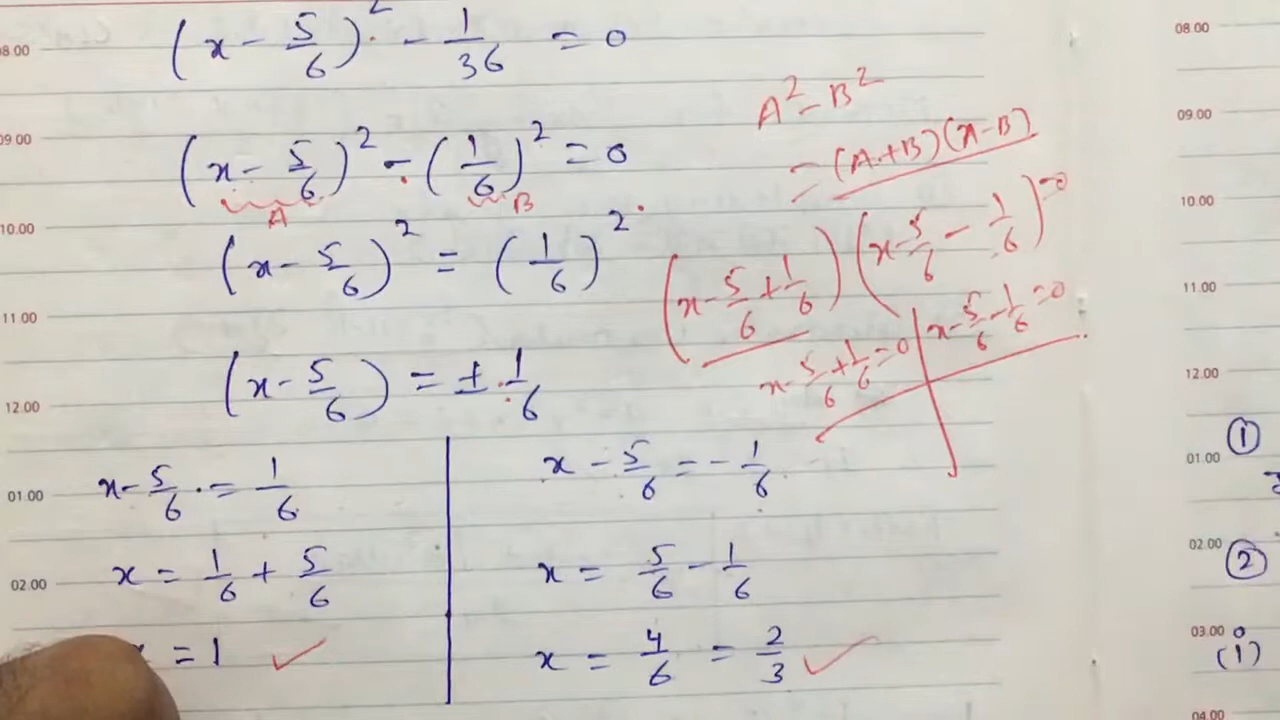 08.00 (x - 5/6)² - 1/36 = 0
09.00 (x - 5/6)² - (1/6)² = 0
A B
10.00 (x - 5/6)² = (1/6)²
11.00
(x - 5/6) = ± 1/6
12.00
01.00 x - 5/6 = 1/6
x = 1/6 + 5/6
02.00
= 1
x - 5/6 = - 1/6
x = 5/6 - 1/6
x = 4/6 = 2/3
A² - B²
= (A+B)(A-B)
(x - 5/6 + 1/6)(x - 5/6 - 1/6) = 0
x - 5/6 + 1/6 = 0 | x - 5/6 - 1/6 = 0
08.00
09.00
10.00
11.00
12.00
①
01.00
02.00 ②
03.00
(i)
04.00